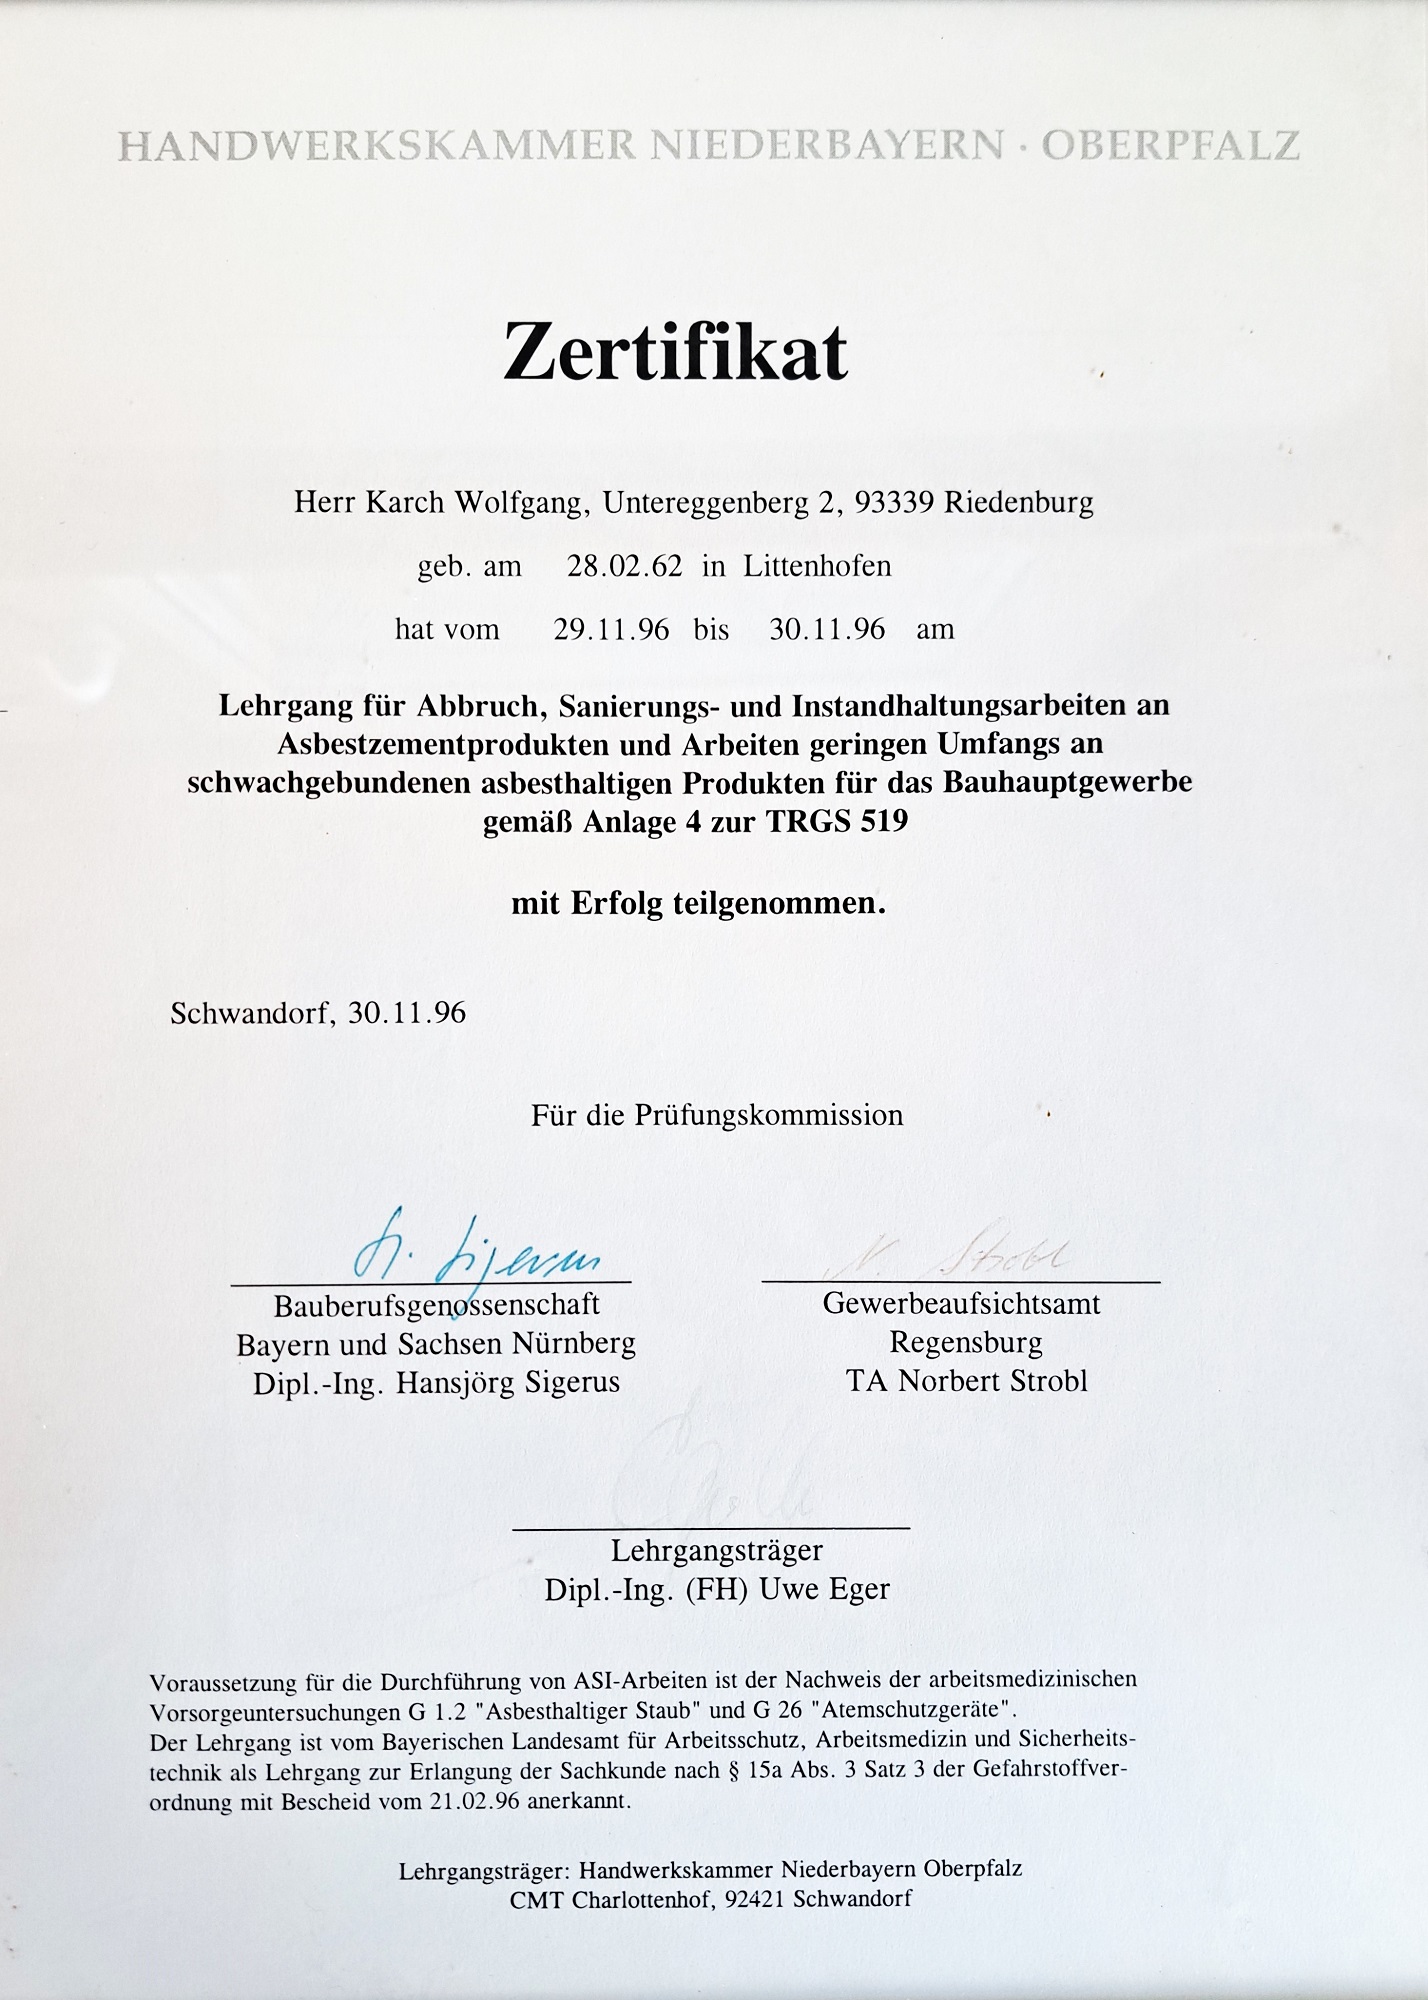 HANDWERKSKAMMER NIEDERBAYERN · OBERPFALZ
Zertifikat
Herr Karch Wolfgang, Untereggenberg 2, 93339 Riedenburg
geb. am 28.02.62 in Littenhofen
hat vom 29.11.96 bis 30.11.96 am
Lehrgang für Abbruch, Sanierungs- und Instandhaltungsarbeiten an
Asbestzementprodukten und Arbeiten geringen Umfangs an
schwachgebundenen asbesthaltigen Produkten für das Bauhauptgewerbe
gemäß Anlage 4 zur TRGS 519
mit Erfolg teilgenommen.
Schwandorf, 30.11.96
Für die Prüfungskommission
H. Sigerus
N. Strobl
Bauberufsgenossenschaft
Bayern und Sachsen Nürnberg
Dipl.-Ing. Hansjörg Sigerus
Gewerbeaufsichtsamt
Regensburg
TA Norbert Strobl
Lehrgangsträger
Dipl.-Ing. (FH) Uwe Eger
Voraussetzung für die Durchführung von ASI-Arbeiten ist der Nachweis der arbeitsmedizinischen
Vorsorgeuntersuchungen G 1.2 "Asbesthaltiger Staub" und G 26 "Atemschutzgeräte".
Der Lehrgang ist vom Bayerischen Landesamt für Arbeitsschutz, Arbeitsmedizin und Sicherheits-
technik als Lehrgang zur Erlangung der Sachkunde nach § 15a Abs. 3 Satz 3 der Gefahrstoffver-
ordnung mit Bescheid vom 21.02.96 anerkannt.
Lehrgangsträger: Handwerkskammer Niederbayern Oberpfalz
CMT Charlottenhof, 92421 Schwandorf